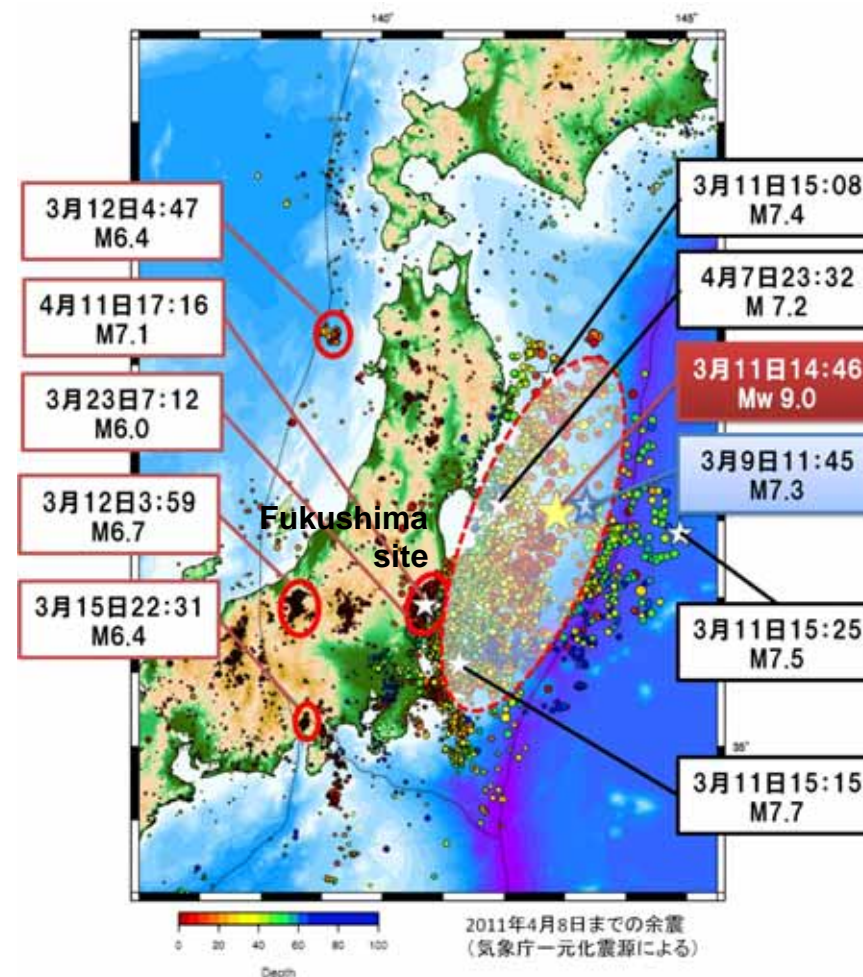 140°
145°
3月12日4:47
M6.4
4月11日17:16
M7.1
3月23日7:12
M6.0
3月12日3:59
M6.7
3月15日22:31
M6.4
Fukushima
site
3月11日15:08
M7.4
4月7日23:32
M 7.2
3月11日14:46
Mw 9.0
3月9日11:45
M7.3
3月11日15:25
M7.5
35°
3月11日15:15
M7.7
0 20 40 60 80 100
Depth
2011年4月8日までの余震
(気象庁一元化震源による)